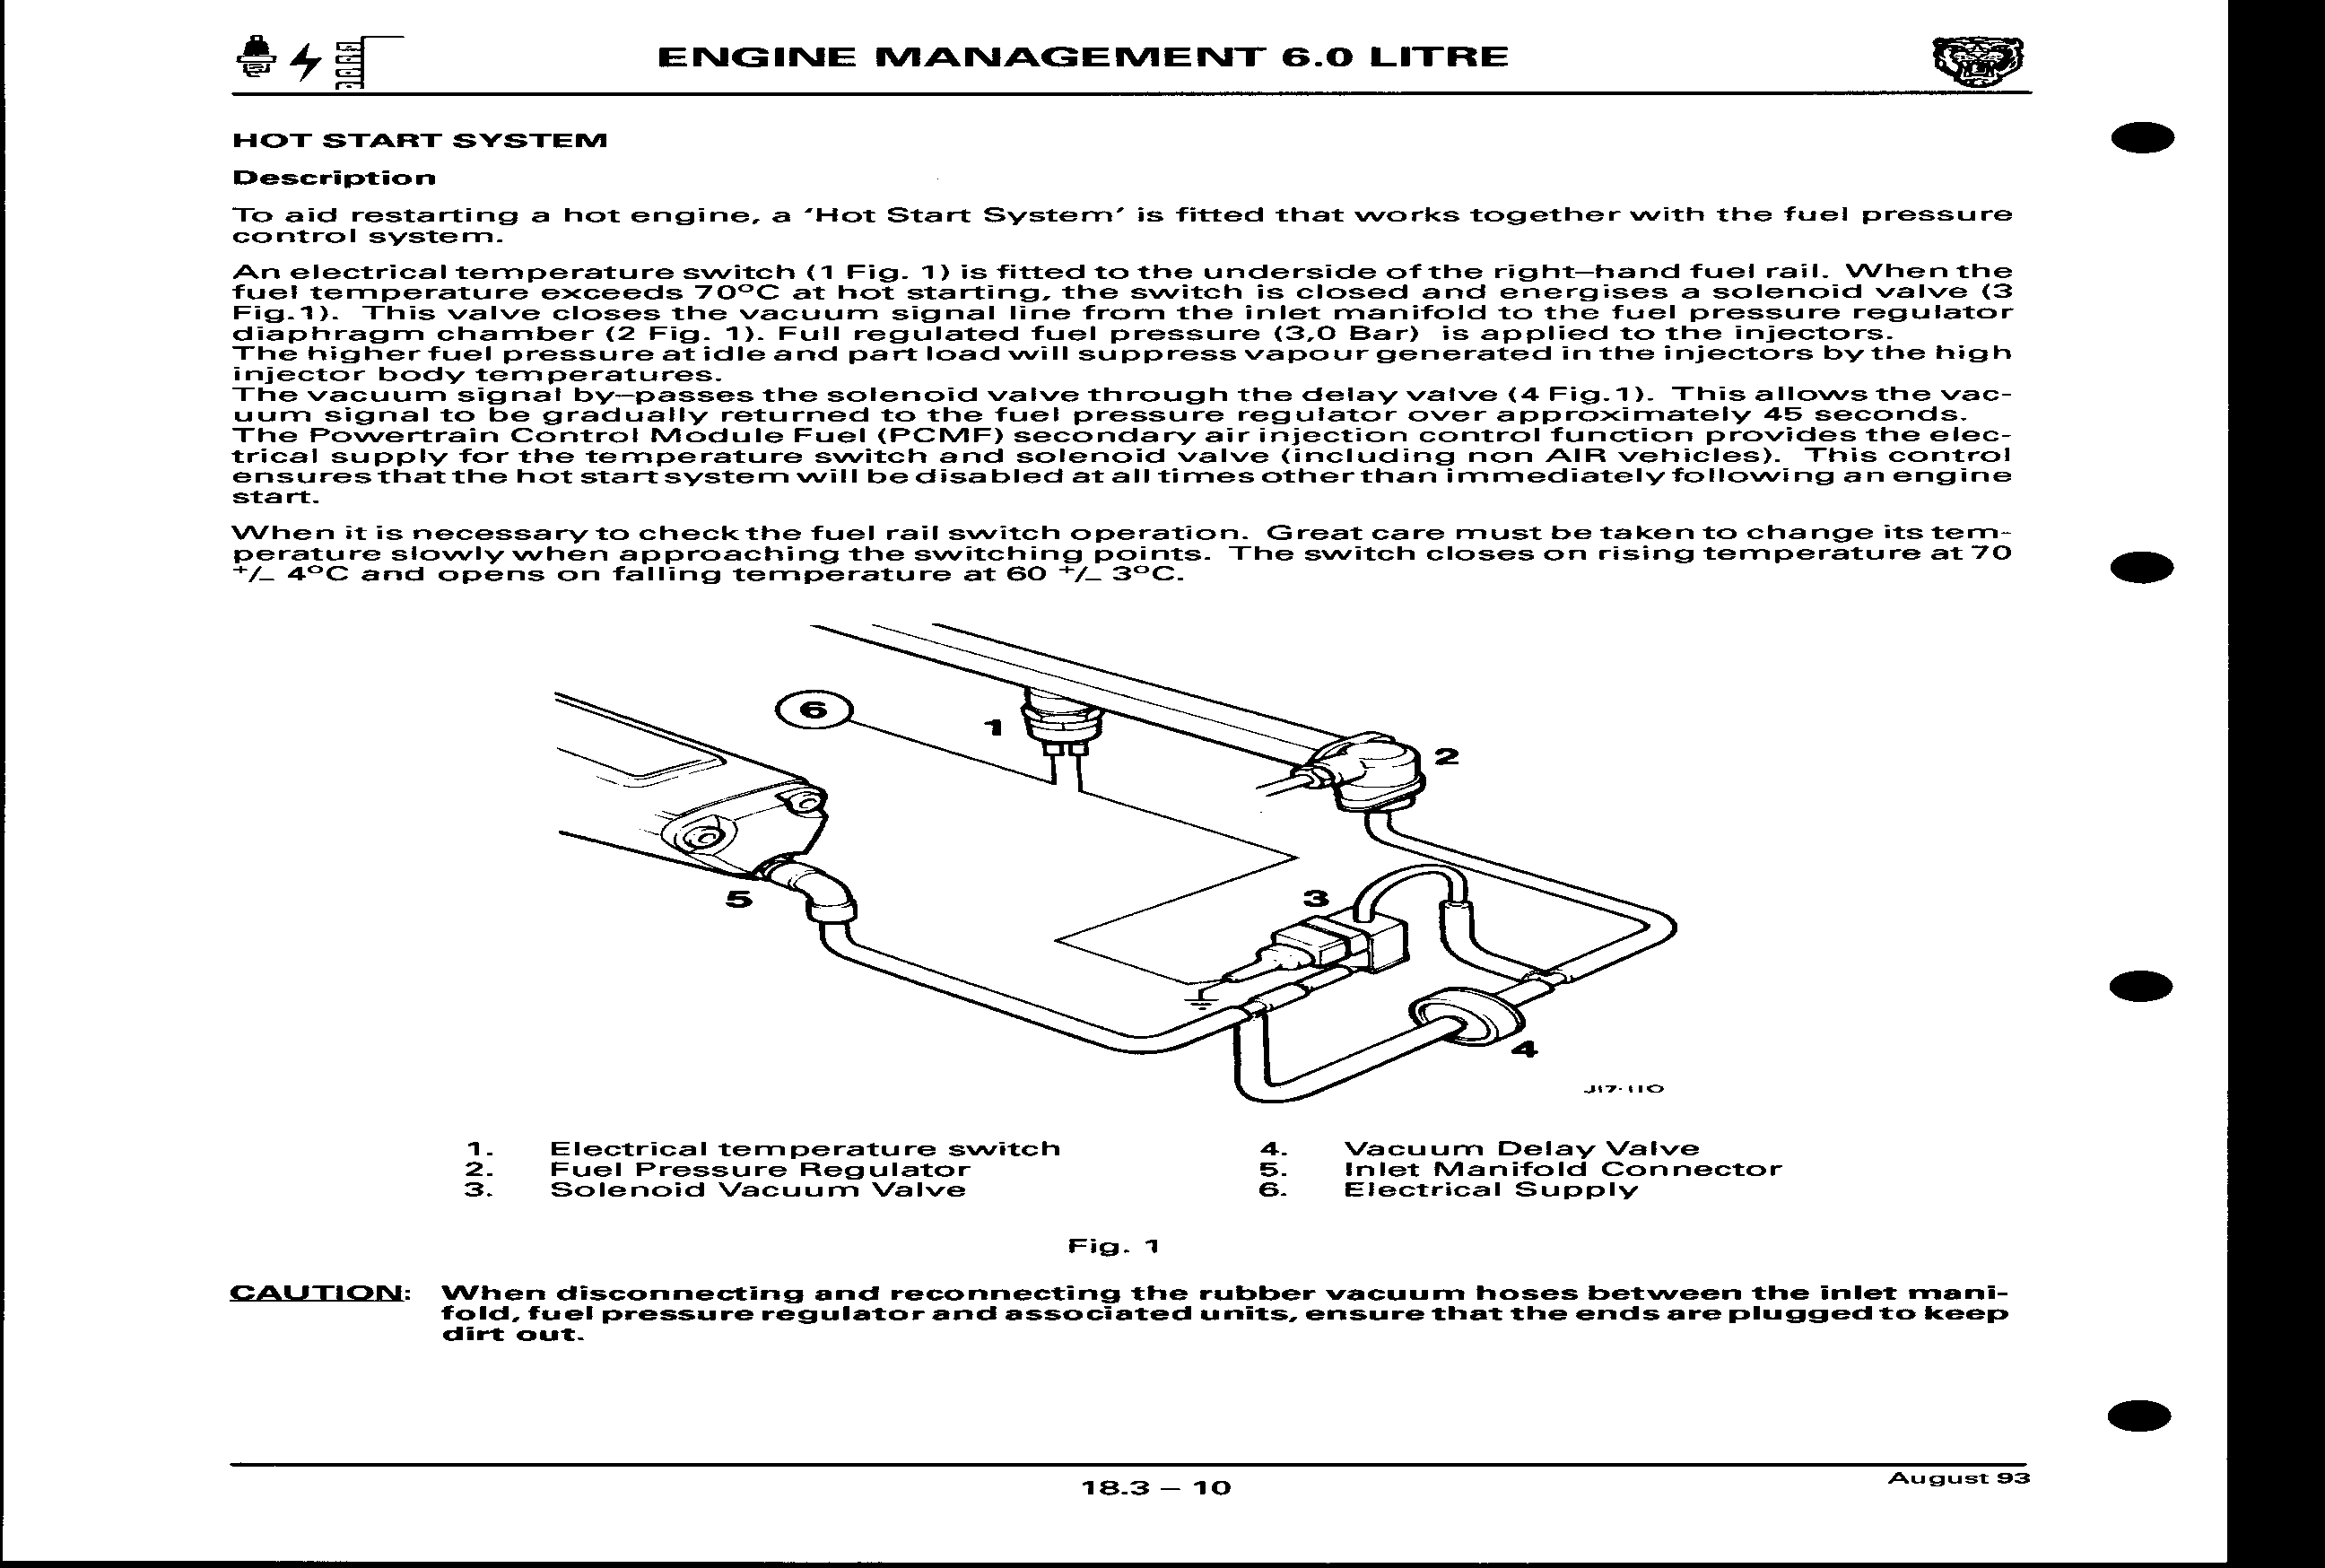 ENGINE MANAGEMENT 6.0 LITRE
HOT START SYSTEM
Description
To aid restarting a hot engine, a ‘Hot Start System’ is fitted that works together with the fuel pressure
control system.
An electrical temperature switch (1 Fig. 1) is fitted to the underside of the right–hand fuel rail. When the
fuel temperature exceeds 70°C at hot starting, the switch is closed and energises a solenoid valve (3
Fig.1). This valve closes the vacuum signal line from the inlet manifold to the fuel pressure regulator
diaphragm chamber (2 Fig. 1). Full regulated fuel pressure (3,0 Bar) is applied to the injectors.
The higher fuel pressure at idle and part load will suppress vapour generated in the injectors by the high
injector body temperatures.
The vacuum signal by–passes the solenoid valve through the delay valve (4 Fig.1). This allows the vac-
uum signal to be gradually returned to the fuel pressure regulator over approximately 45 seconds.
The Powertrain Control Module Fuel (PCMF) secondary air injection control function provides the elec-
trical supply for the temperature switch and solenoid valve (including non AIR vehicles). This control
ensures that the hot start system will be disabled at all times other than immediately following an engine
start.
When it is necessary to check the fuel rail switch operation. Great care must be taken to change its tem-
perature slowly when approaching the switching points. The switch closes on rising temperature at 70
+/_ 4°C and opens on falling temperature at 60 +/_ 3°C.
6
1
2
5
3
4
J17-110
1. Electrical temperature switch
2. Fuel Pressure Regulator
3. Solenoid Vacuum Valve
4. Vacuum Delay Valve
5. Inlet Manifold Connector
6. Electrical Supply
Fig. 1
CAUTION: When disconnecting and reconnecting the rubber vacuum hoses between the inlet mani-
fold, fuel pressure regulator and associated units, ensure that the ends are plugged to keep
dirt out.
18.3 – 10
August 93